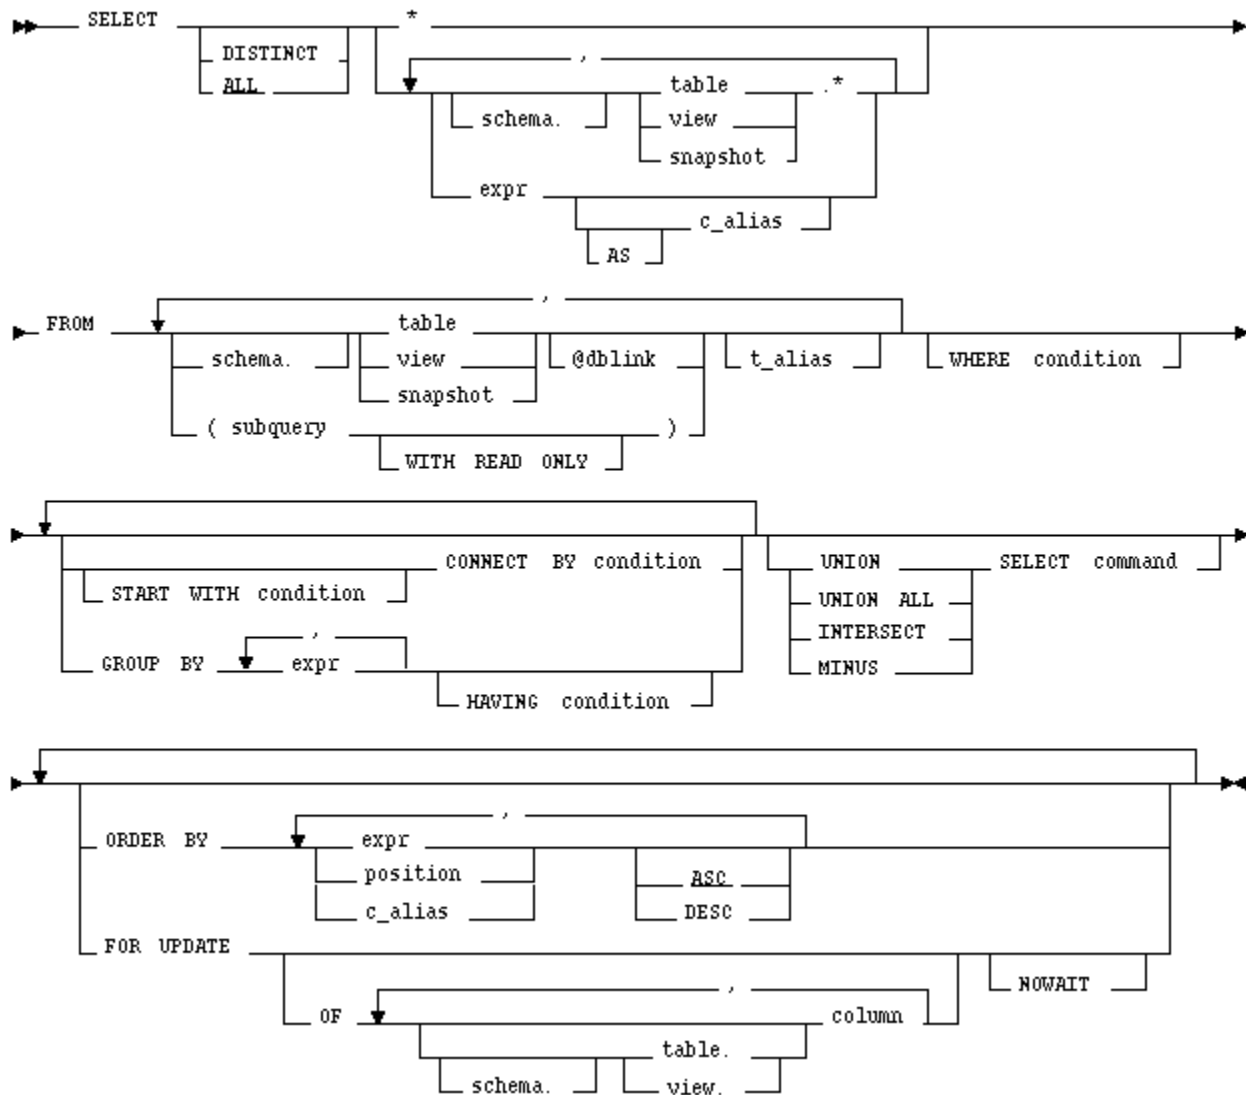 SELECT *
DISTINCT ,
ALL table .*
schema. view
snapshot
expr
c_alias
AS
,
FROM table
schema. view @dblink t_alias WHERE condition
snapshot
( subquery )
WITH READ ONLY
CONNECT BY condition UNION SELECT command
START WITH condition UNION ALL
, INTERSECT
GROUP BY expr MINUS
HAVING condition
,
ORDER BY expr
position ASC
c_alias DESC
FOR UPDATE
NOWAIT
,
OF column
table.
schema. view.